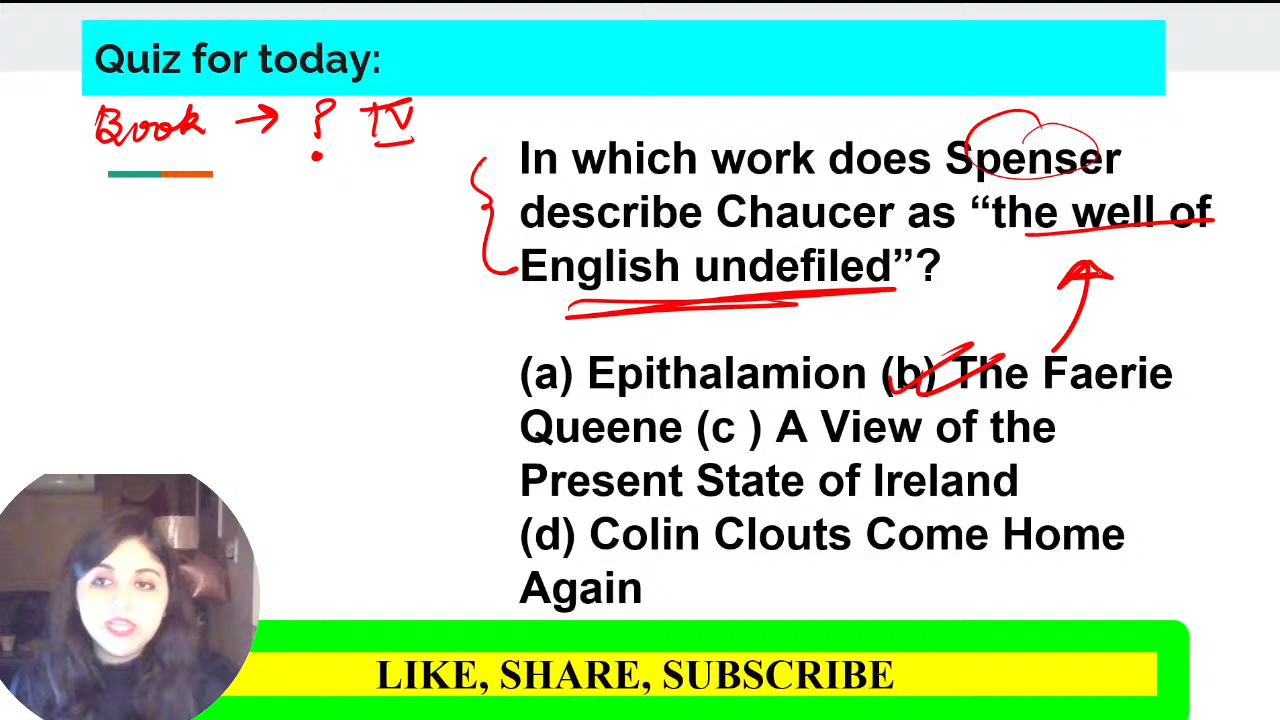 Quiz for today:
Book → ? IV
In which work does Spenser
describe Chaucer as “the well of
English undefiled”?
(a) Epithalamion (b) The Faerie
Queene (c ) A View of the
Present State of Ireland
(d) Colin Clouts Come Home
Again
LIKE, SHARE, SUBSCRIBE